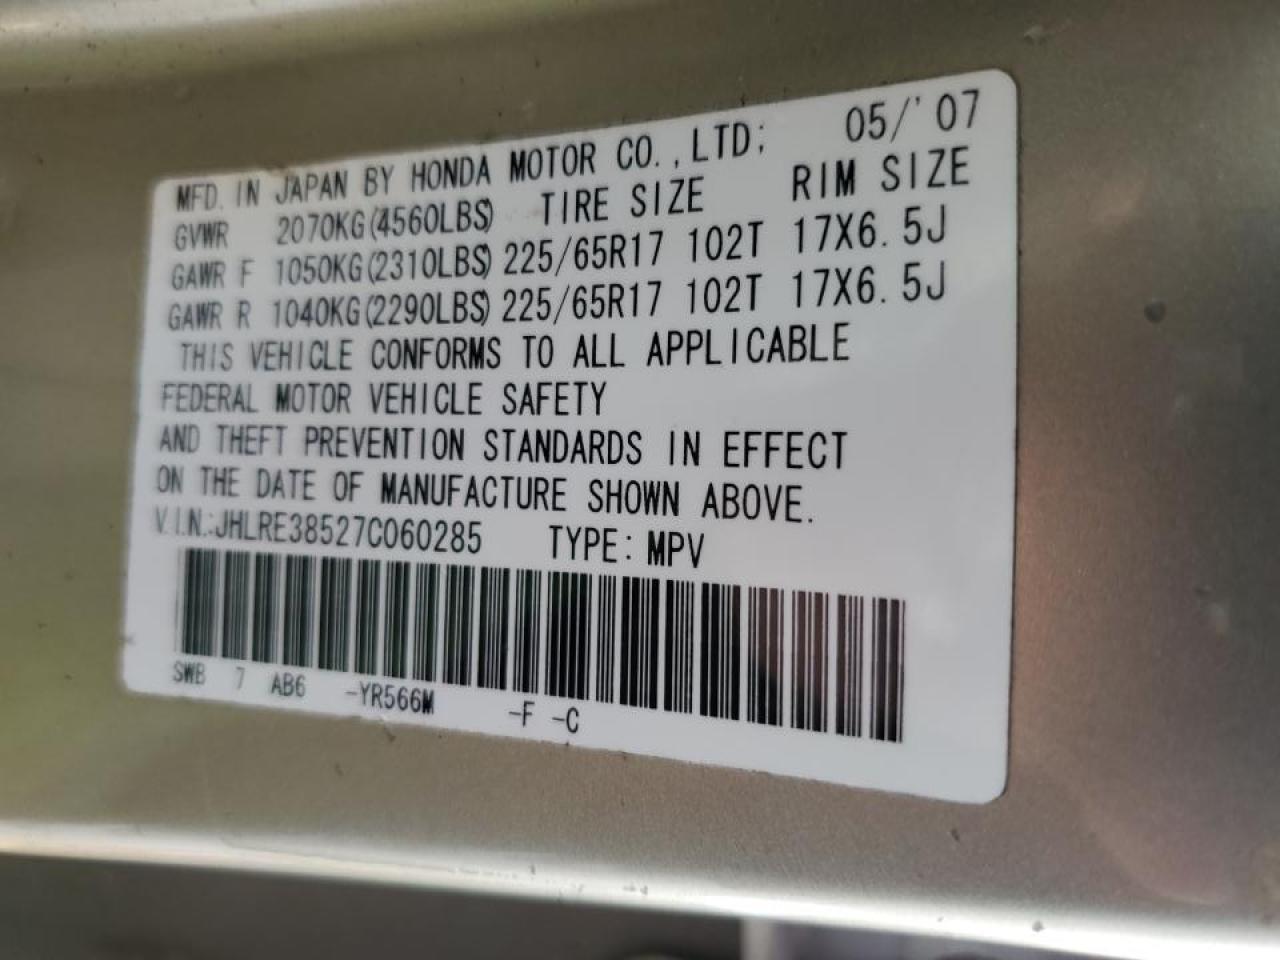 MFD. IN JAPAN BY HONDA MOTOR CO.,LTD; 05/'07
GVWR 2070KG(4560LBS) TIRE SIZE RIM SIZE
GAWR F 1050KG(2310LBS) 225/65R17 102T 17X6.5J
GAWR R 1040KG(2290LBS) 225/65R17 102T 17X6.5J
THIS VEHICLE CONFORMS TO ALL APPLICABLE
FEDERAL MOTOR VEHICLE SAFETY
AND THEFT PREVENTION STANDARDS IN EFFECT
ON THE DATE OF MANUFACTURE SHOWN ABOVE.
V.I.N.:JHLRE38527C060285 TYPE: MPV
SWB 7 AB6 -YR566M -F -C